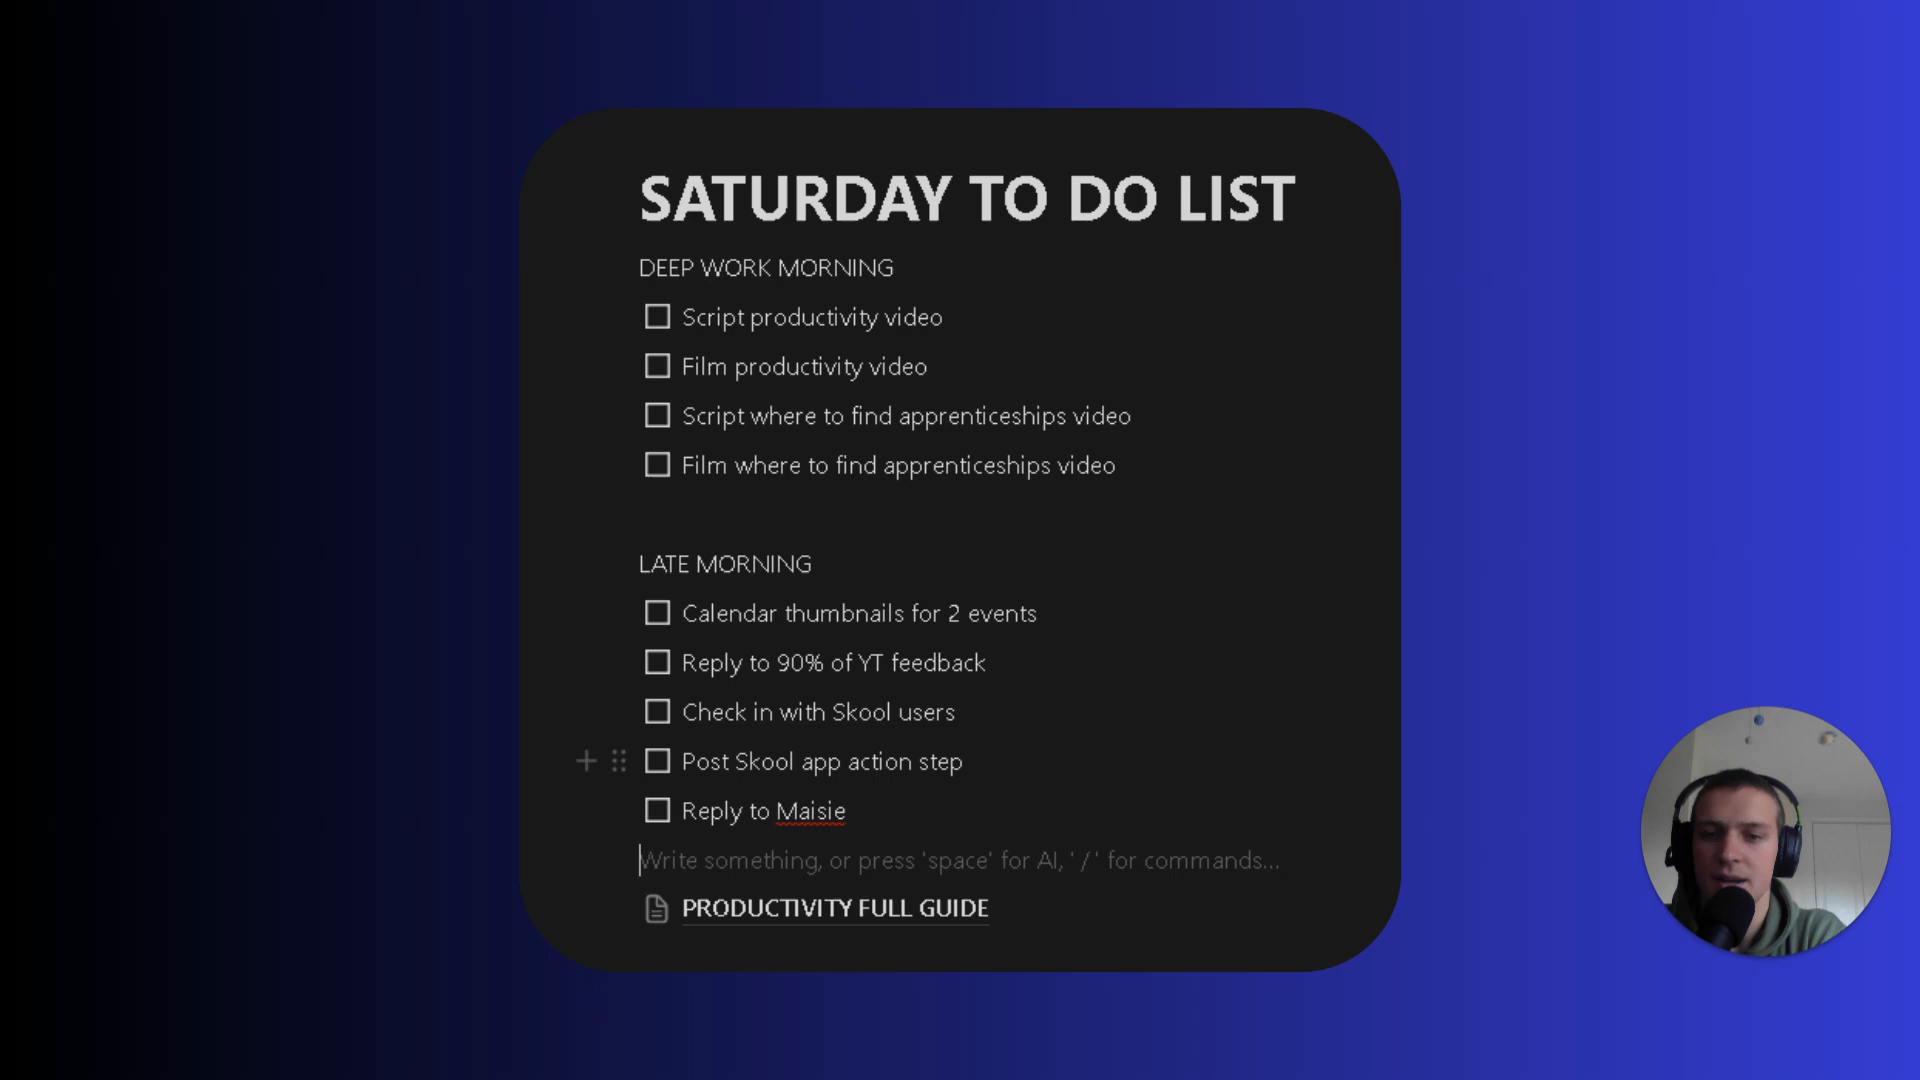 SATURDAY TO DO LIST
DEEP WORK MORNING
Script productivity video
Film productivity video
Script where to find apprenticeships video
Film where to find apprenticeships video
LATE MORNING
Calendar thumbnails for 2 events
Reply to 90% of YT feedback
Check in with Skool users
Post Skool app action step
Reply to Maisie
Write something, or press 'space' for AI, '/' for commands...
PRODUCTIVITY FULL GUIDE